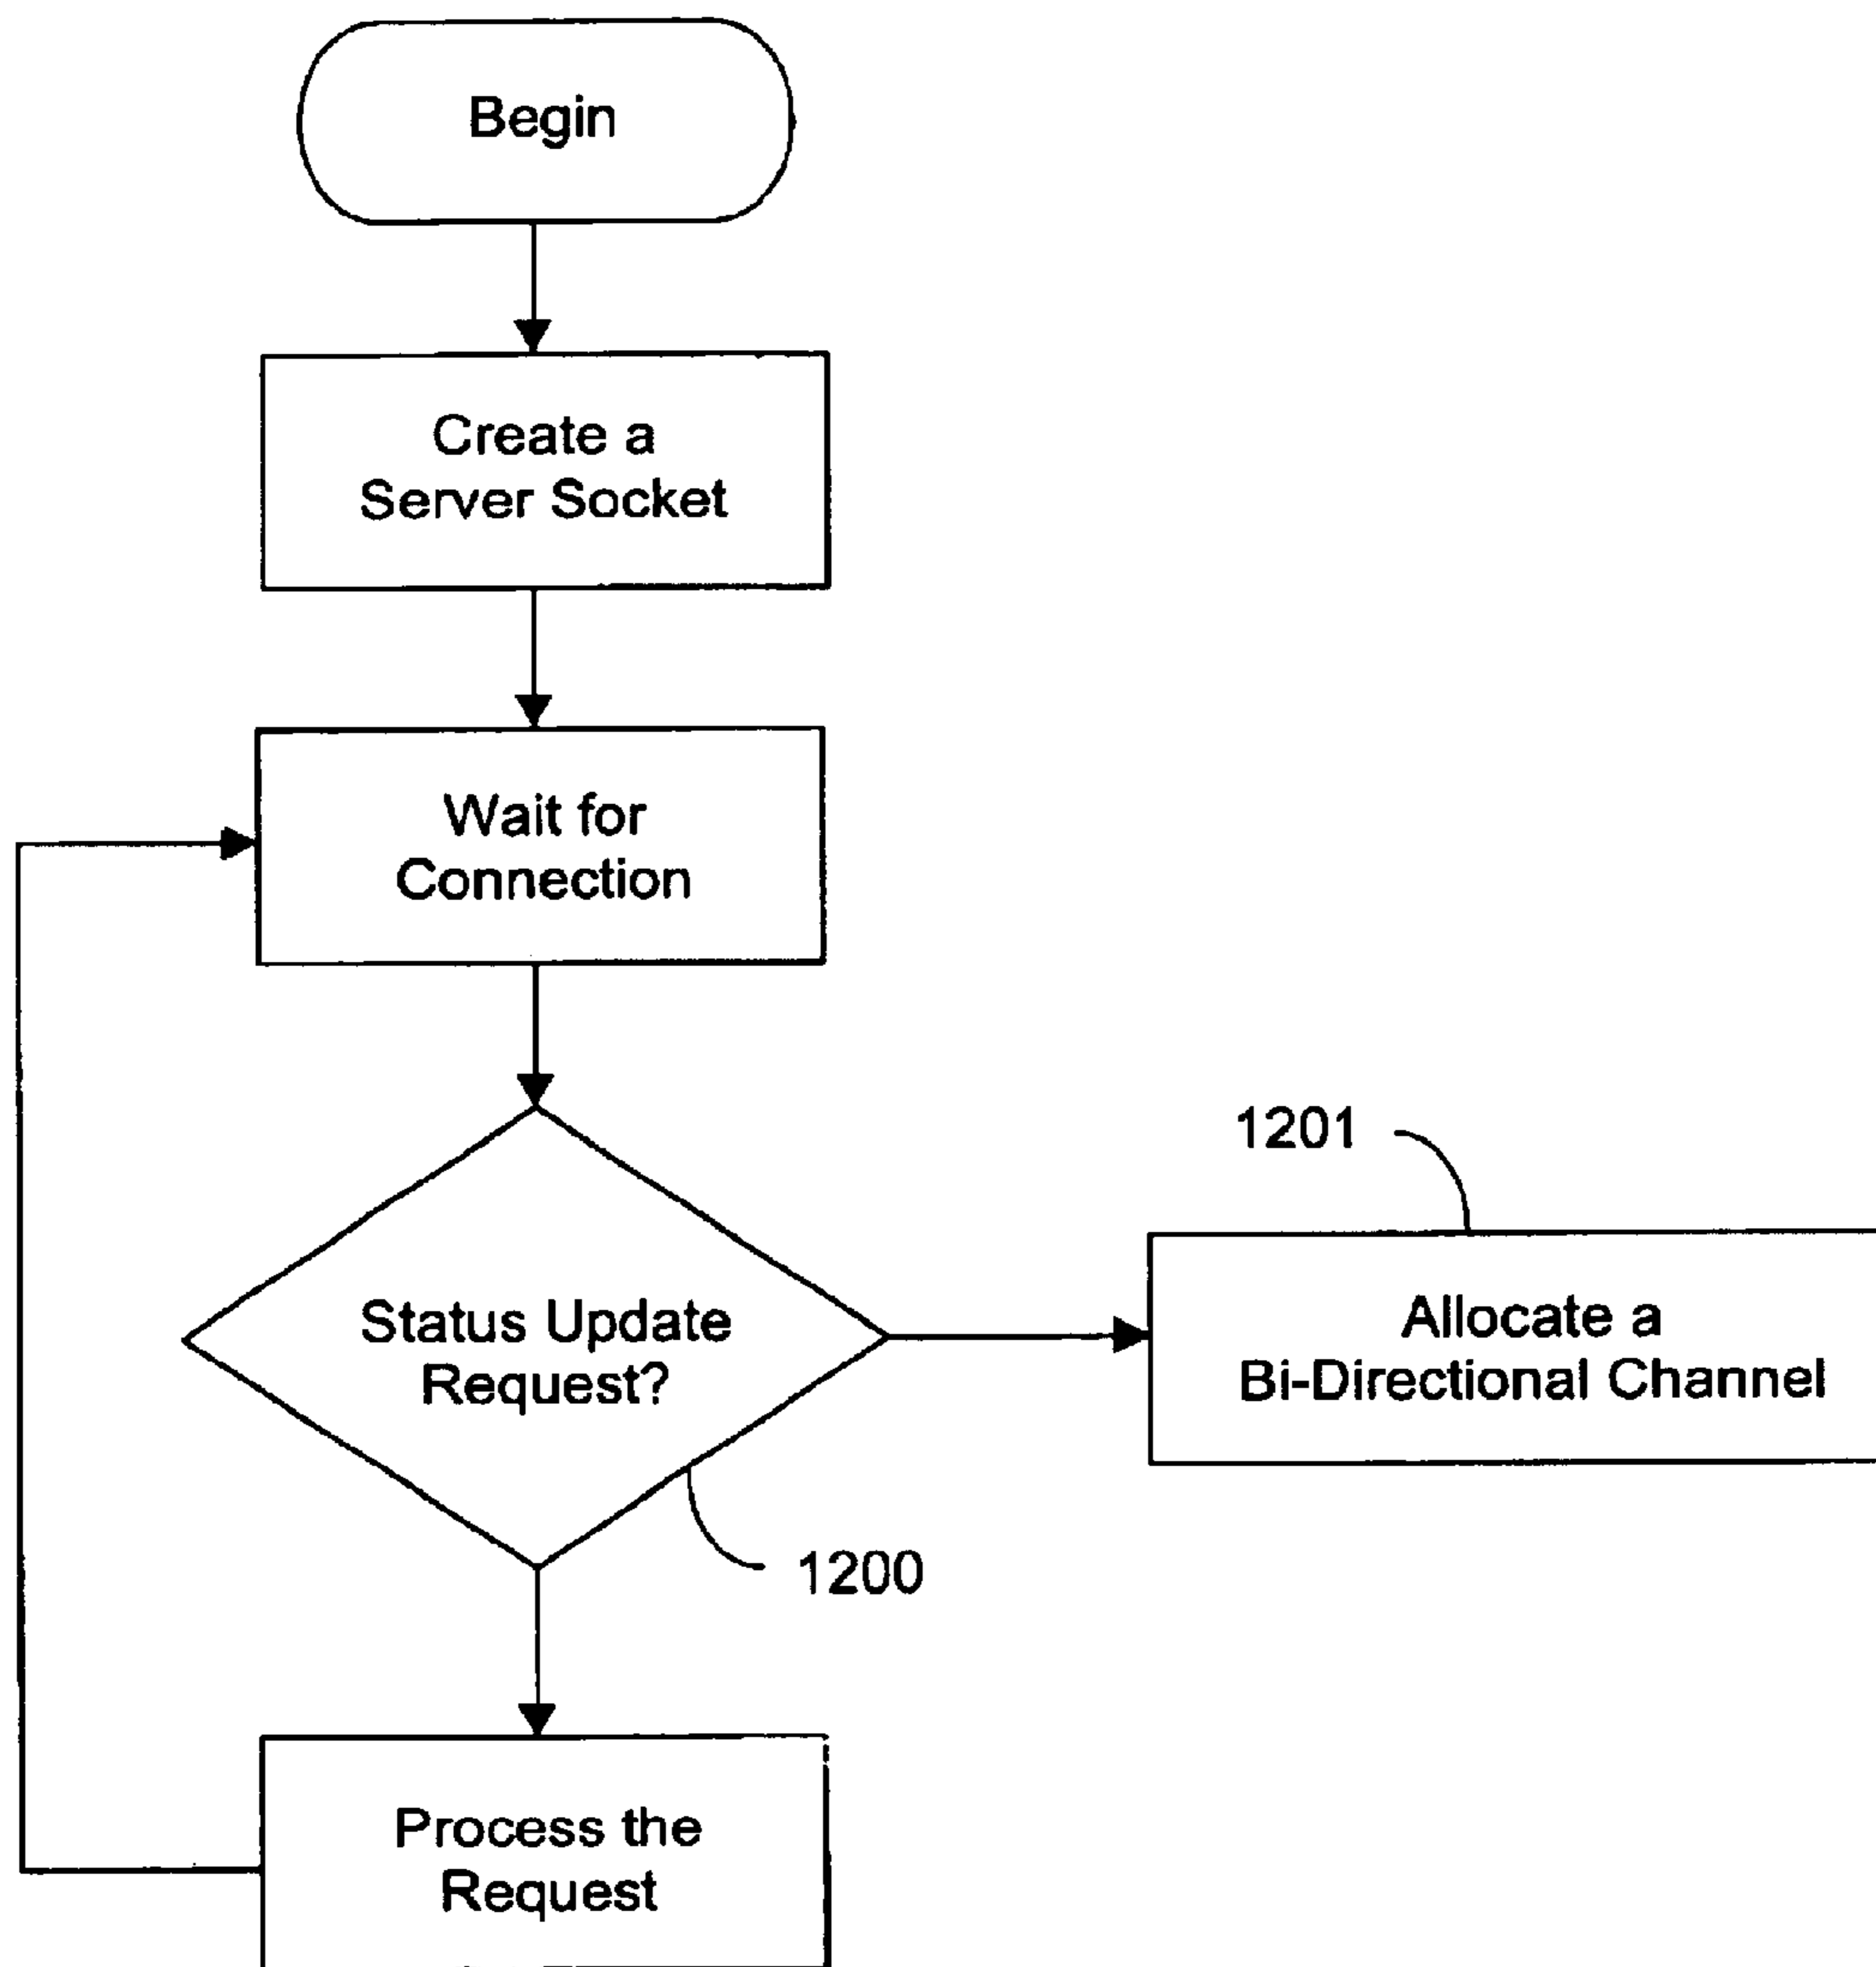 Begin
Create a
Server Socket
Wait for
Connection
1201
Status Update
Request?
Allocate a
Bi-Directional Channel
1200
Process the
Request